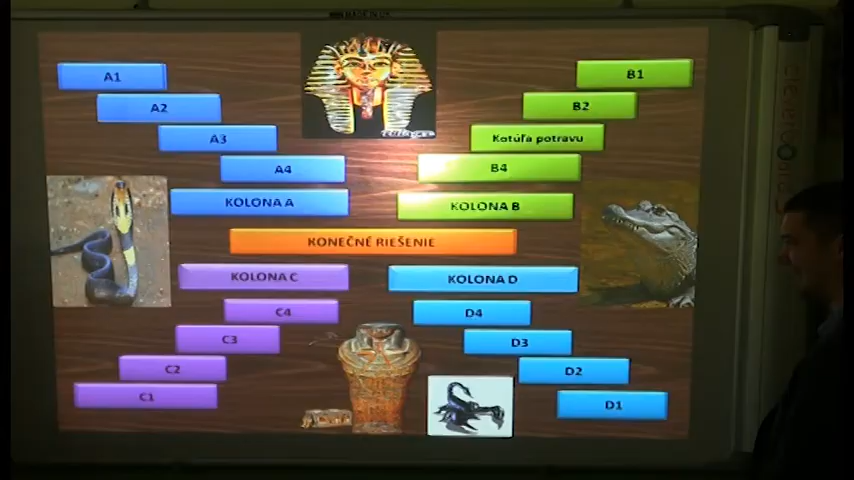 A1
B1
A2
B2
A3
Kotúľa potravu
A4
B4
KOLONA A
KOLONA B
KONEČNÉ RIEŠENIE
KOLONA C
KOLONA D
C4
D4
C3
D3
C2
D2
C1
D1